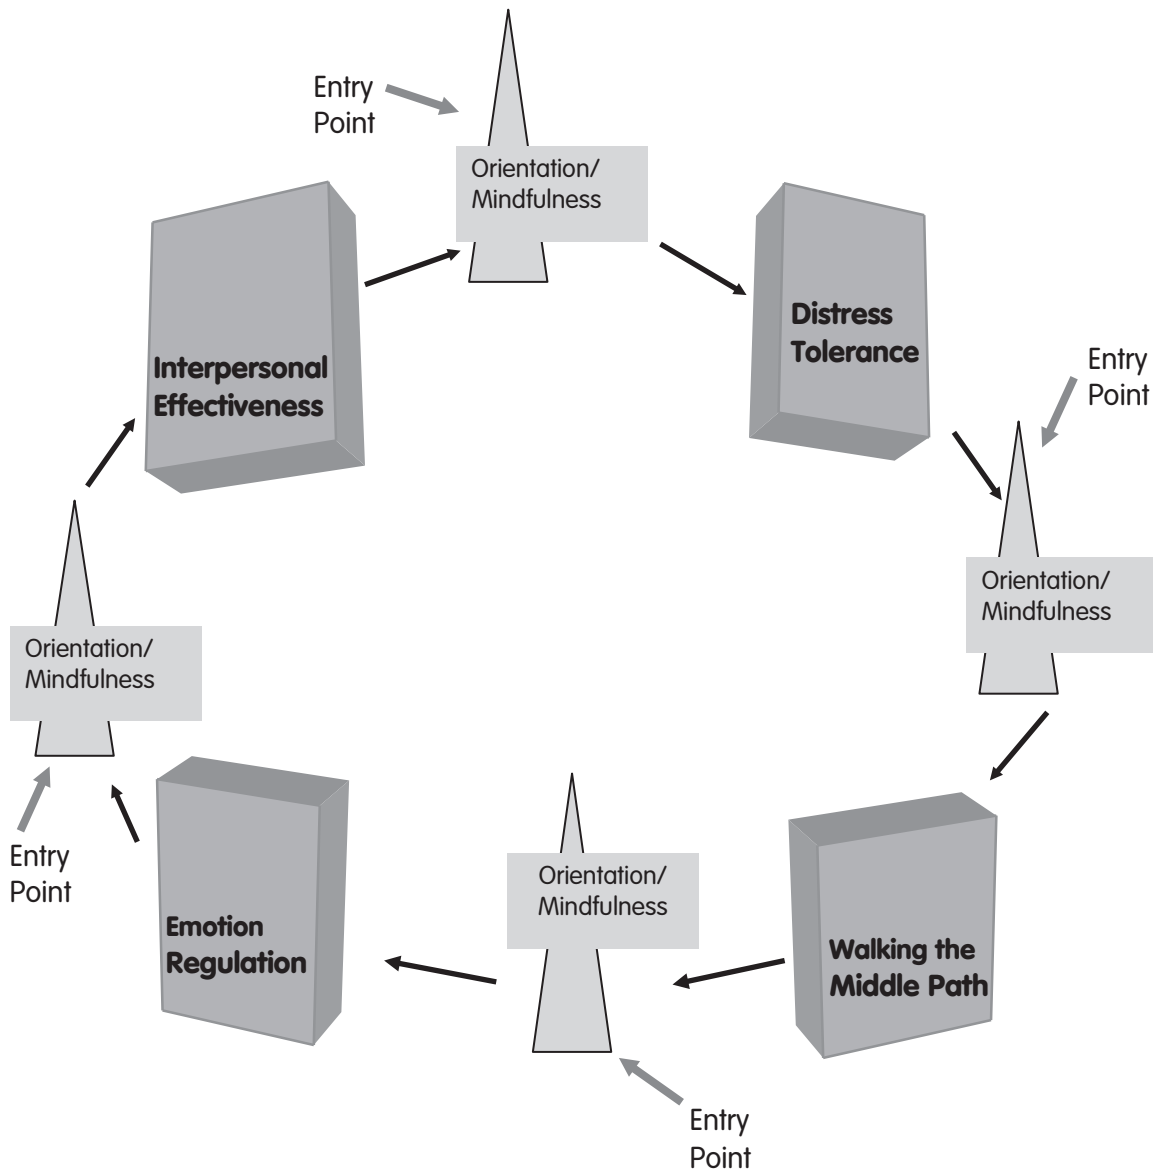 Entry
Point
Orientation/
Mindfulness
Distress
Tolerance
Entry
Point
Orientation/
Mindfulness
Walking the
Middle Path
Orientation/
Mindfulness
Entry
Point
Emotion
Regulation
Orientation/
Mindfulness
Entry
Point
Interpersonal
Effectiveness